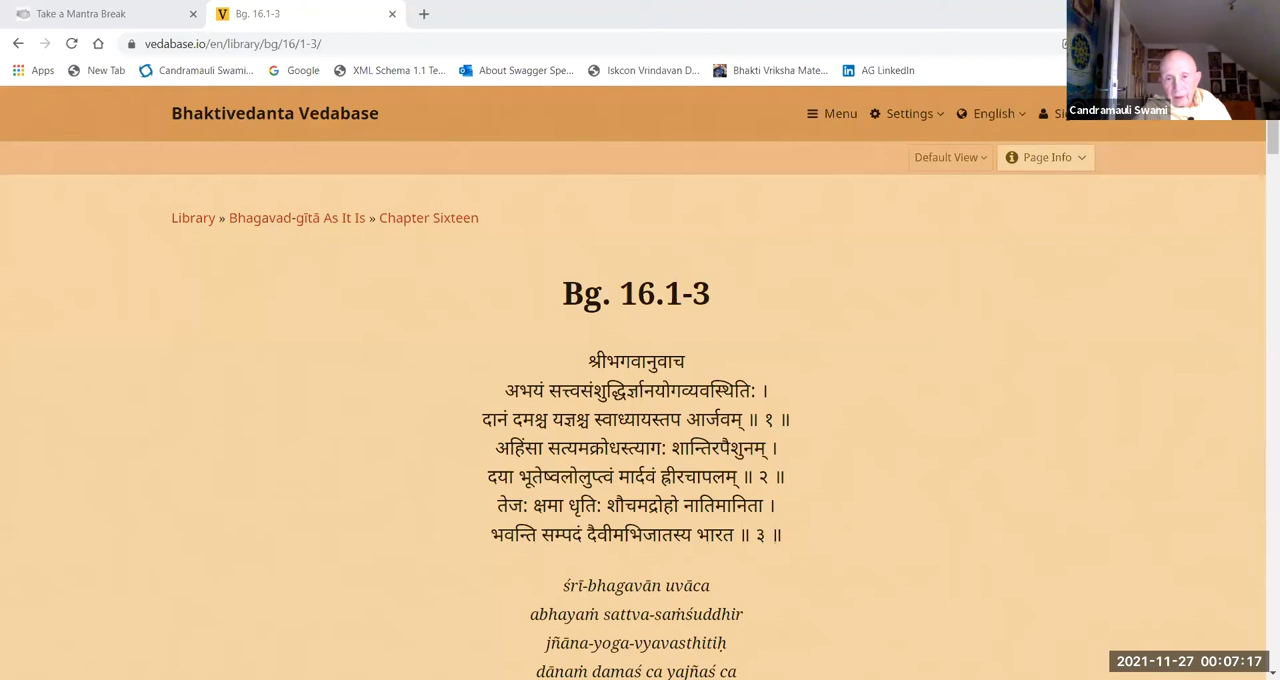 Take a Mantra Break
Bg. 16.1-3
vedabase.io/en/library/bg/16/1-3/
Apps New Tab Candramauli Swami... Google XML Schema 1.1 Te... About Swagger Spe... Iskcon Vrindavan D... Bhakti Vriksha Mate... AG LinkedIn
Candramauli Swami
Bhaktivedanta Vedabase
Menu Settings English
Default View Page Info
Library » Bhagavad-gītā As It Is » Chapter Sixteen
Bg. 16.1-3
श्रीभगवानुवाच
अभयं सत्त्वसंशुद्धिर्ज्ञानयोगव्यवस्थिति: ।
दानं दमश्च यज्ञश्च स्वाध्यायस्तप आर्जवम् ॥ १ ॥
अहिंसा सत्यमक्रोधस्त्याग: शान्तिरपैशुनम् ।
दया भूतेष्वलोलुप्त्वं मार्दवं ह्रीरचापलम् ॥ २ ॥
तेज: क्षमा धृति: शौचमद्रोहो नातिमानिता ।
भवन्ति सम्पदं दैवीमभिजातस्य भारत ॥ ३ ॥
śrī-bhagavān uvāca
abhayaṁ sattva-saṁśuddhir
jñāna-yoga-vyavasthitiḥ
dānaṁ damaś ca yajñaś ca
2021-11-27 00:07:17